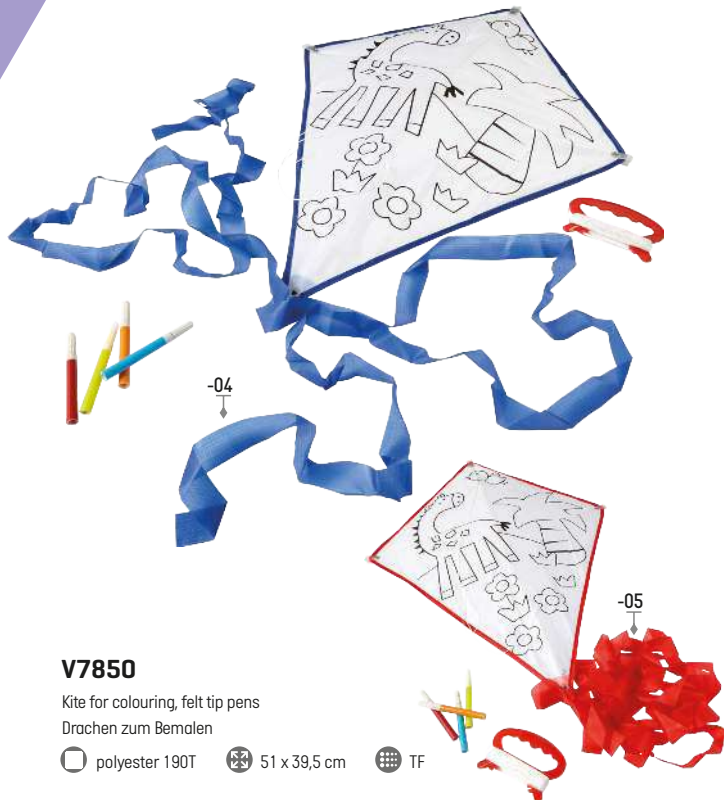 -04
-05
V7850
Kite for colouring, felt tip pens
Drachen zum Bemalen
polyester 190T 51 x 39,5 cm TF